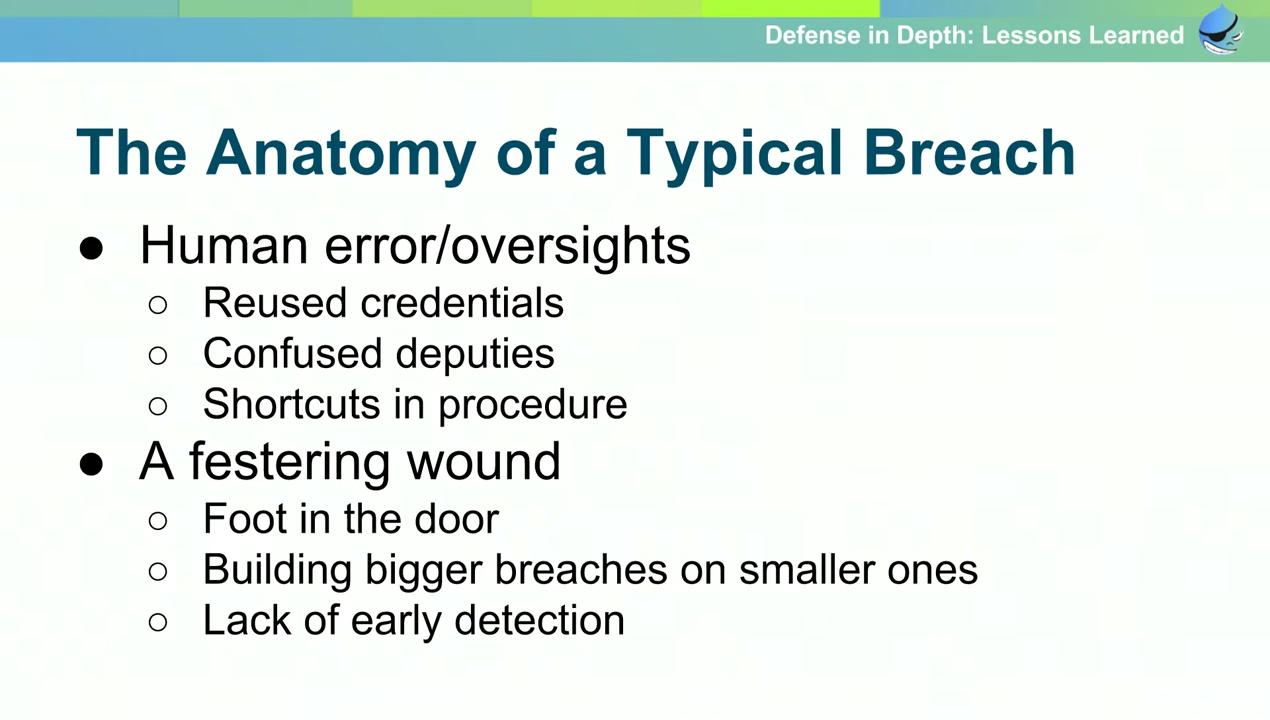 Defense in Depth: Lessons Learned
The Anatomy of a Typical Breach
● Human error/oversights
○ Reused credentials
○ Confused deputies
○ Shortcuts in procedure
● A festering wound
○ Foot in the door
○ Building bigger breaches on smaller ones
○ Lack of early detection